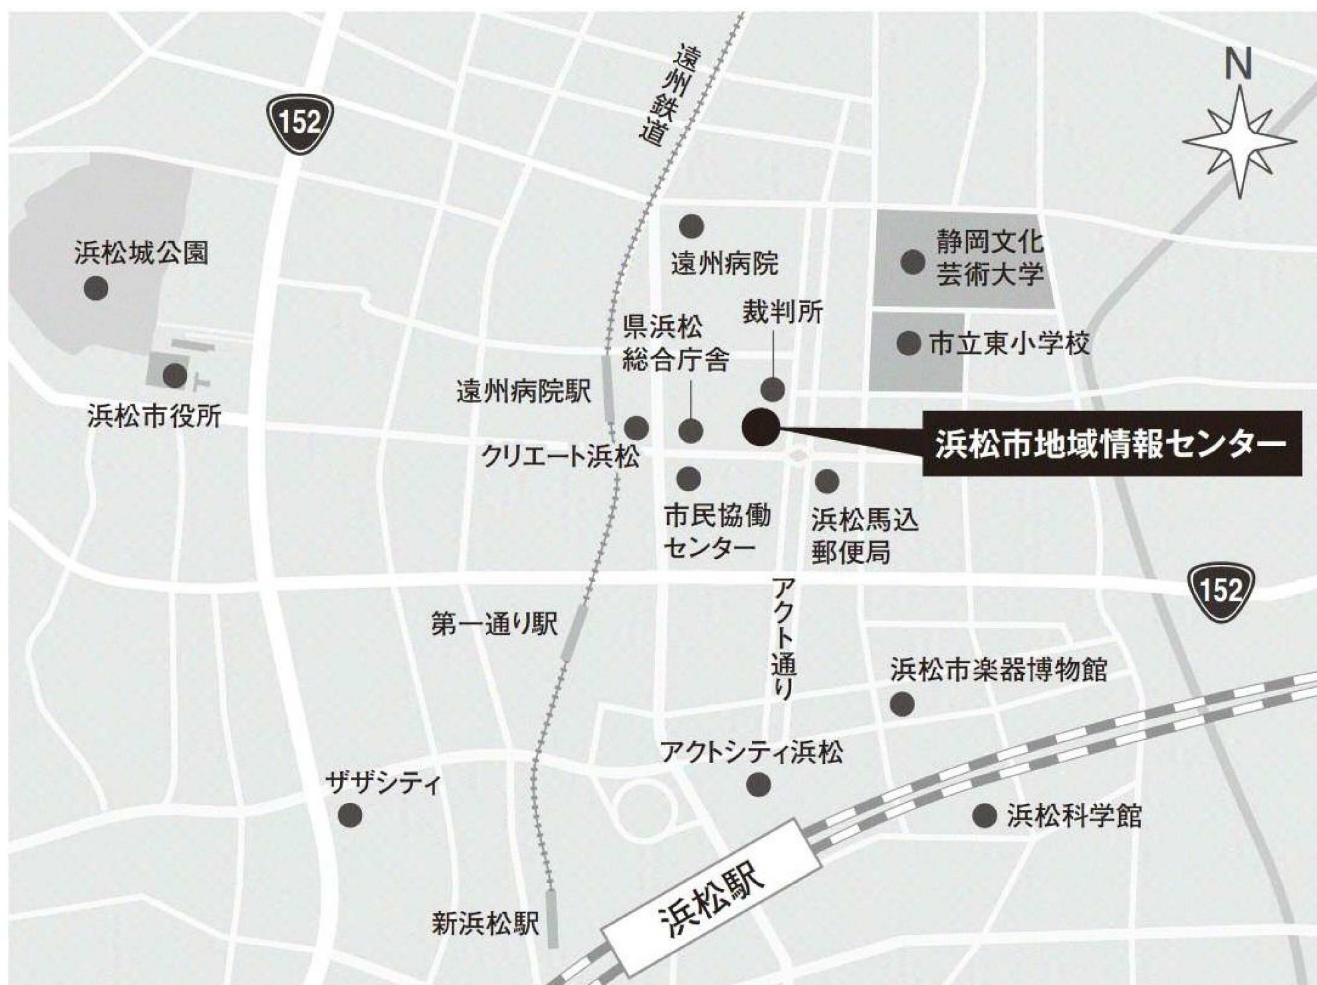 遠州鉄道
N
152
浜松城公園
遠州病院
静岡文化
芸術大学
県浜松
総合庁舎
裁判所
市立東小学校
浜松市役所
遠州病院駅
クリエート浜松
浜松市地域情報センター
市民協働
センター
浜松馬込
郵便局
152
アクト通り
第一通り駅
浜松市楽器博物館
アクトシティ浜松
ザザシティ
浜松科学館
浜松駅
新浜松駅